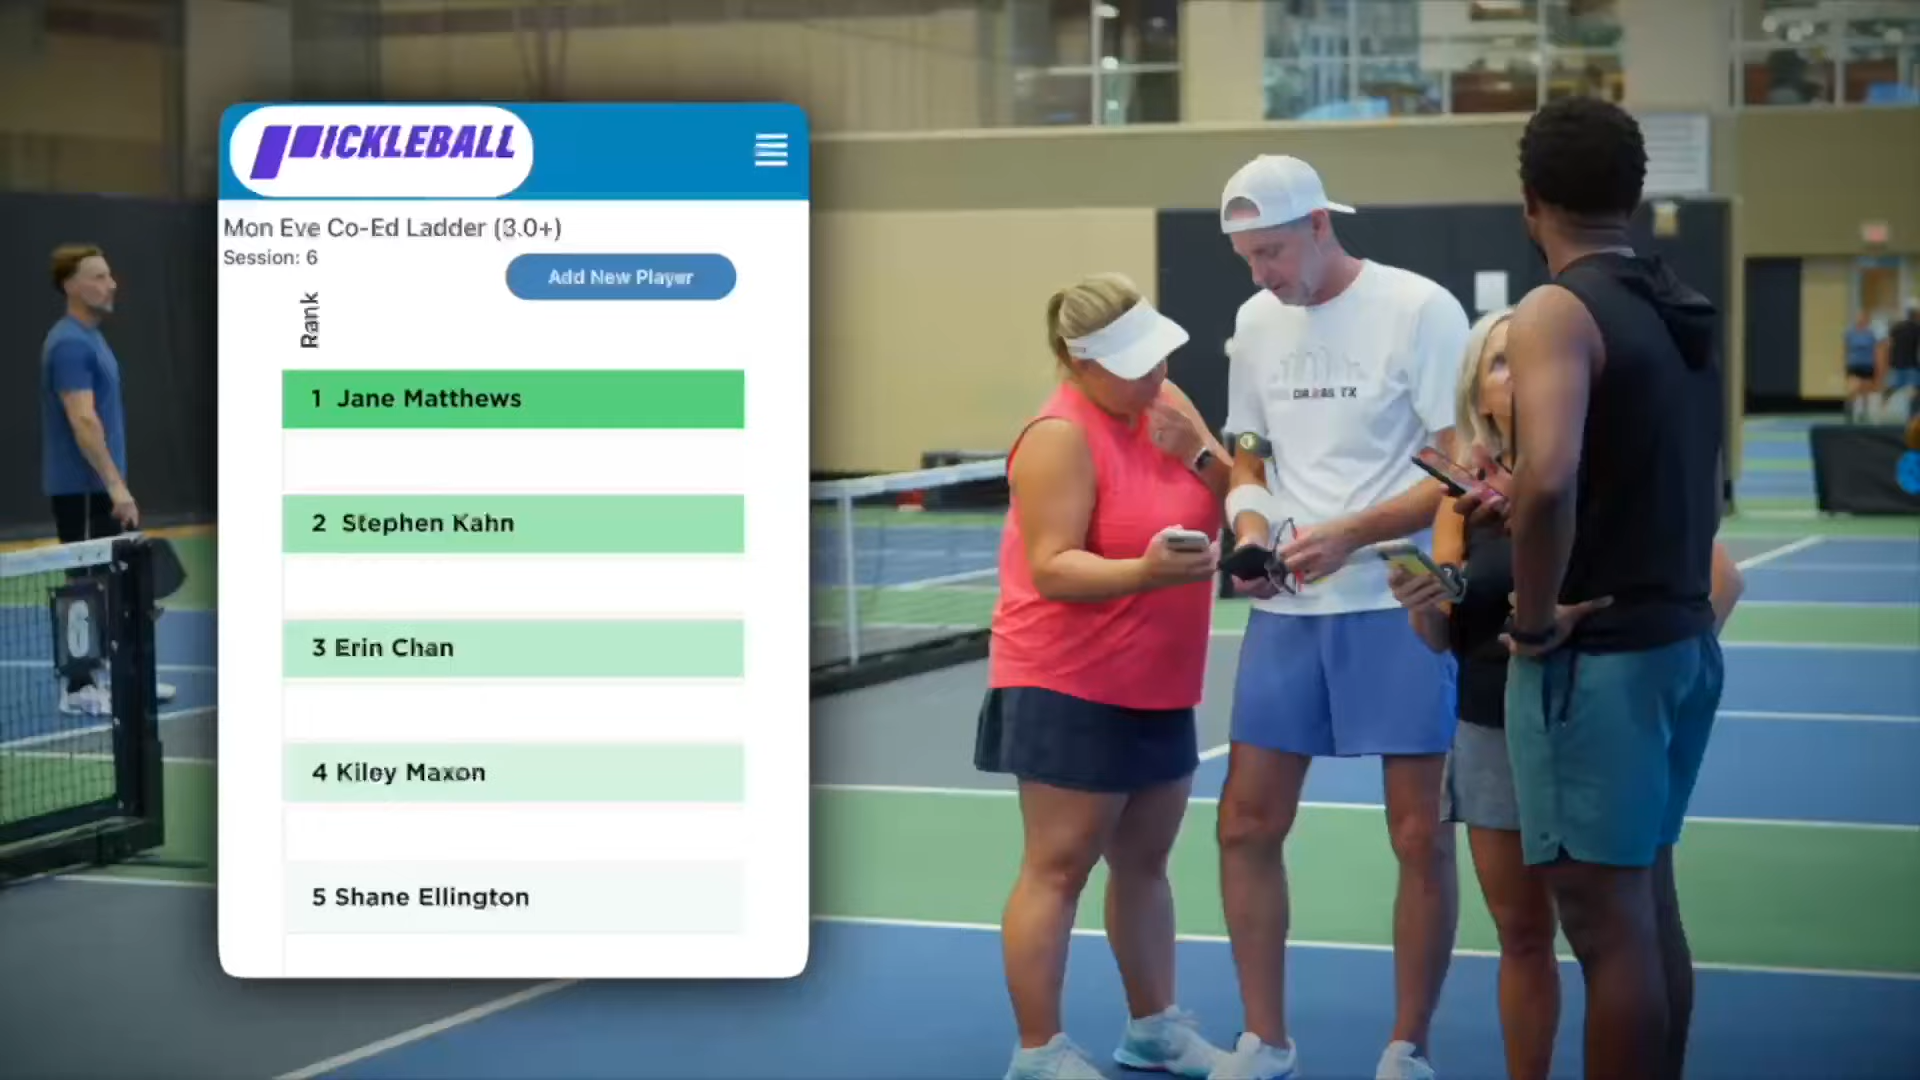 PICKLEBALL
Mon Eve Co-Ed Ladder (3.0+)
Session: 6
Add New Player
Rank
1 Jane Matthews
2 Stephen Kahn
3 Erin Chan
4 Kiley Maxon
5 Shane Ellington
6